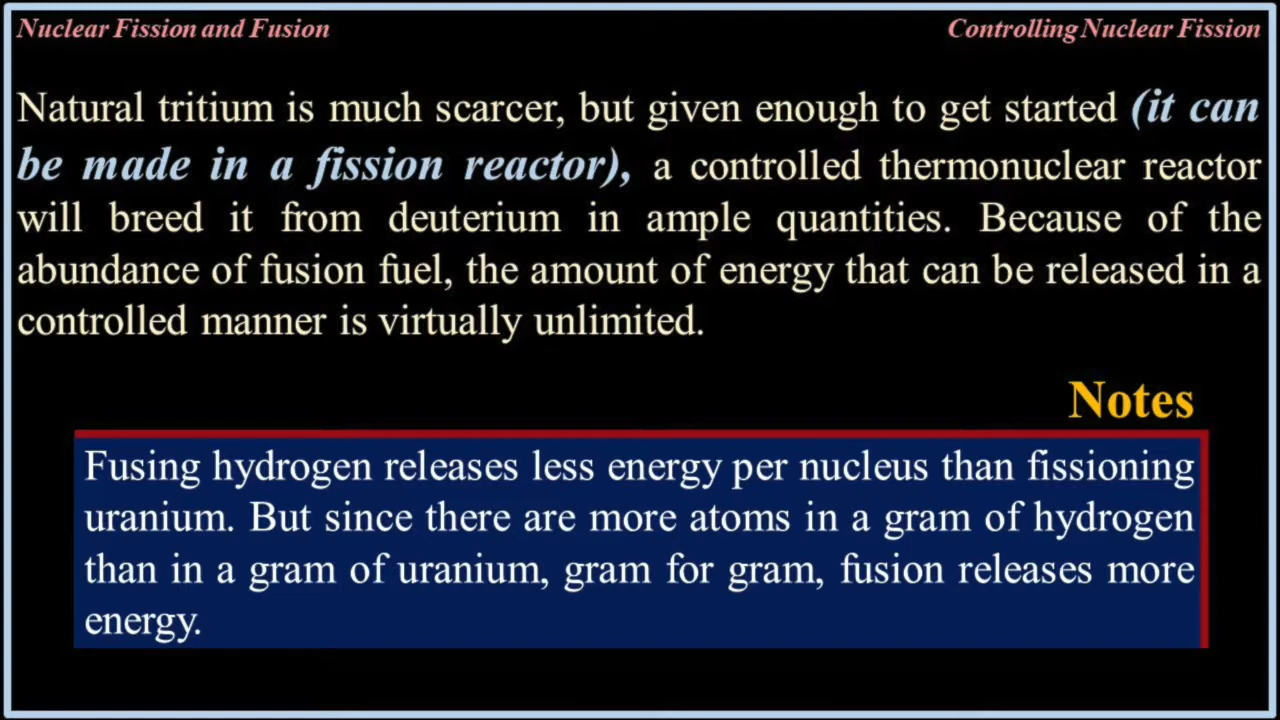 Nuclear Fission and Fusion
Controlling Nuclear Fission
Natural tritium is much scarcer, but given enough to get started (it can
be made in a fission reactor), a controlled thermonuclear reactor
will breed it from deuterium in ample quantities. Because of the
abundance of fusion fuel, the amount of energy that can be released in a
controlled manner is virtually unlimited.
Notes
Fusing hydrogen releases less energy per nucleus than fissioning
uranium. But since there are more atoms in a gram of hydrogen
than in a gram of uranium, gram for gram, fusion releases more
energy.